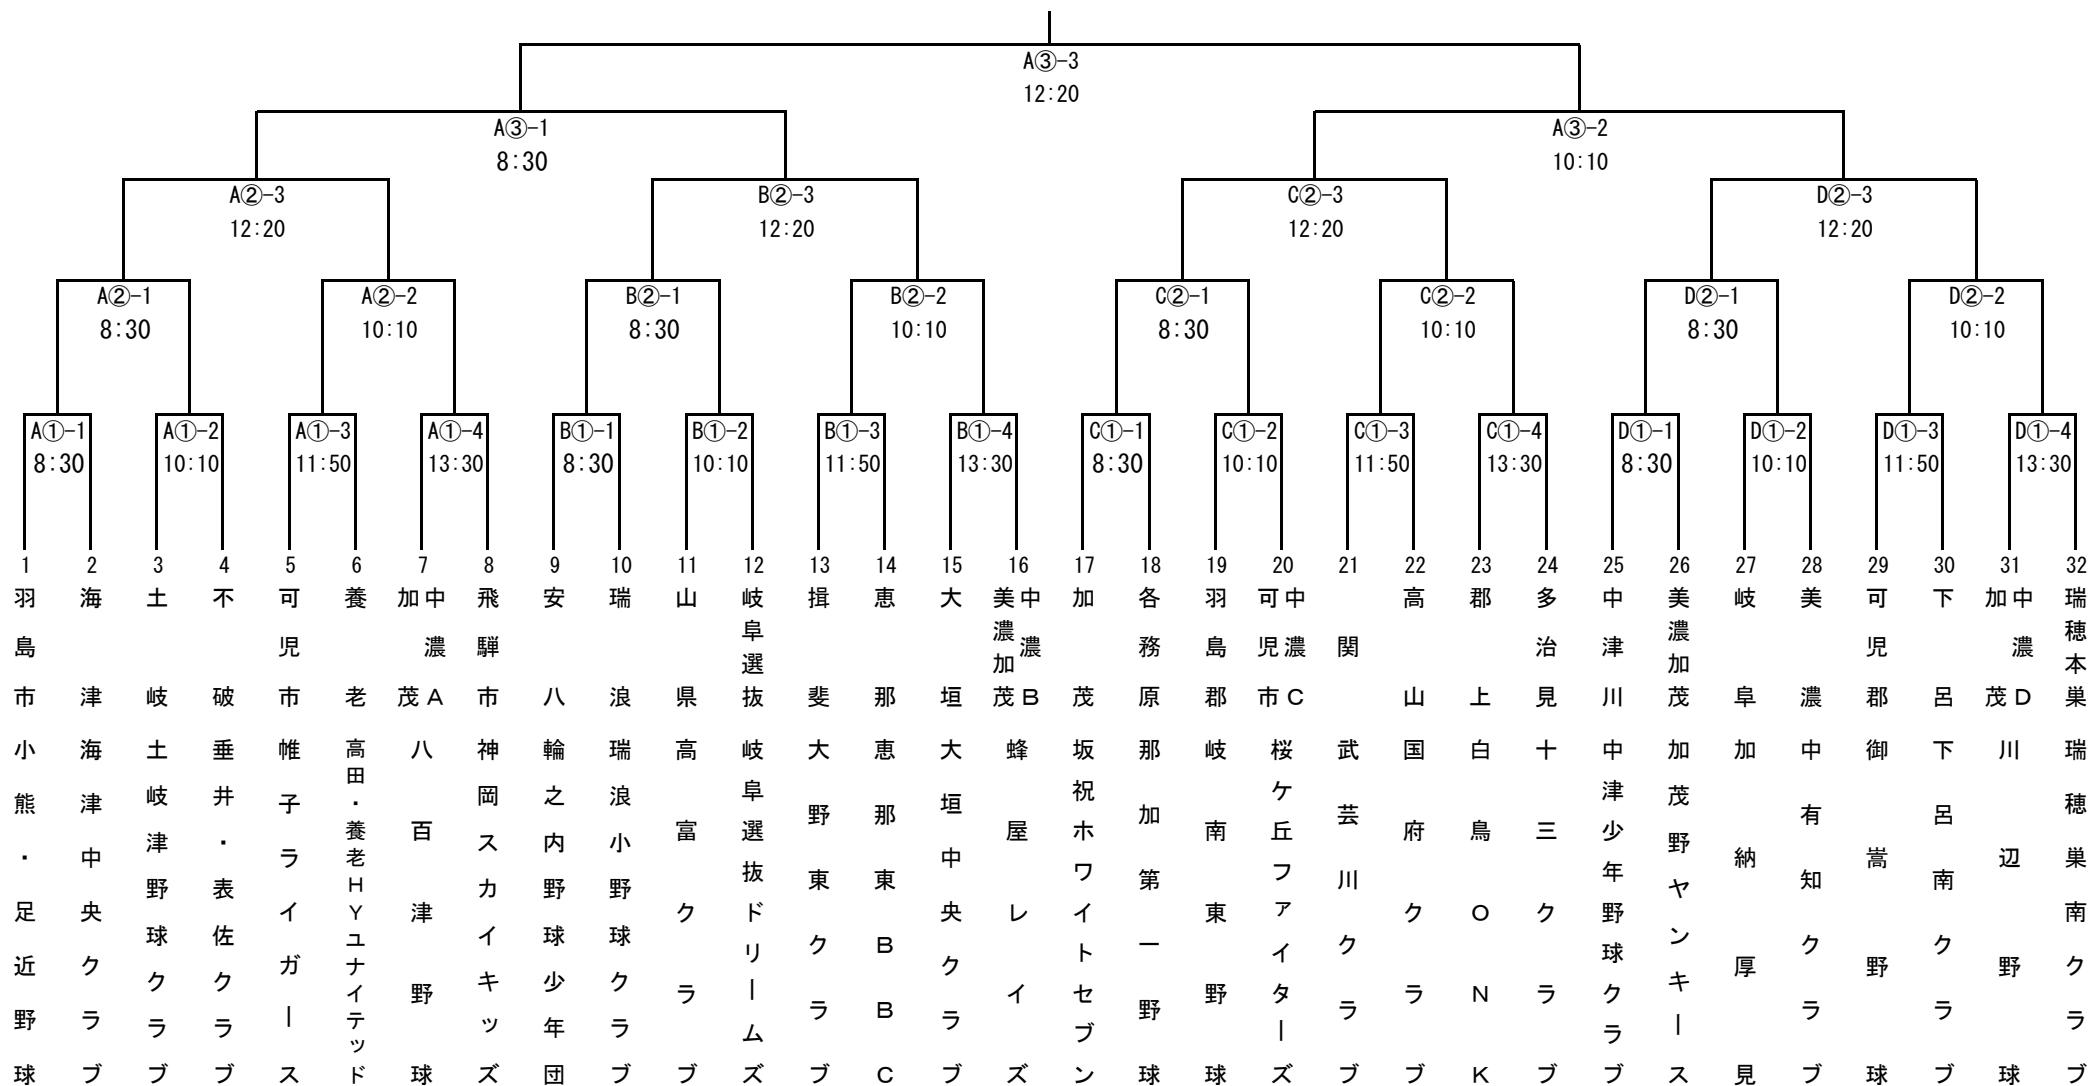 A③-3
12:20
A③-1
8:30
A③-2
10:10
A②-3
12:20
B②-3
12:20
C②-3
12:20
D②-3
12:20
A②-1
8:30
A②-2
10:10
B②-1
8:30
B②-2
10:10
C②-1
8:30
C②-2
10:10
D②-1
8:30
D②-2
10:10
A①-1
8:30
A①-2
10:10
A①-3
11:50
A①-4
13:30
B①-1
8:30
B①-2
10:10
B①-3
11:50
B①-4
13:30
C①-1
8:30
C①-2
10:10
C①-3
11:50
C①-4
13:30
D①-1
8:30
D①-2
10:10
D①-3
11:50
D①-4
13:30
1
羽島市
小熊・足近野球
2
海津
海津中央クラブ
3
土岐
土岐津野球クラブ
4
不破
垂井・表佐クラブ
5
可児市
帷子ライガース
6
養老
高田・養老HYユナイテッド
7
中濃A
加茂
八百津野球
8
飛騨市
神岡スカイキッズ
9
安八
輪之内野球少年団
10
瑞浪
瑞浪小野球クラブ
11
山県
高富クラブ
12
岐阜選抜
岐阜選抜ドリームズ
13
揖斐
大野東クラブ
14
恵那
恵那東BBC
15
大垣
大垣中央クラブ
16
中濃B
美濃加茂
蜂屋レイズ
17
加茂
坂祝ホワイトセブン
18
各務原
那加第一野球
19
羽島郡
岐南東野球
20
中濃C
可児市
桜ケ丘ファイターズ
21
関
武芸川クラブ
22
高山
国府クラブ
23
郡上
白鳥ONK
24
多治見
十三クラブ
25
中津川
中津少年野球クラブ
26
美濃加茂
加茂野ヤンキース
27
岐阜
加納厚見
28
美濃
中有知クラブ
29
可児郡
御嵩野球
30
下呂
下呂南クラブ
31
中濃D
加茂
川辺野球
32
瑞穂本巣
瑞穂巣南クラブ